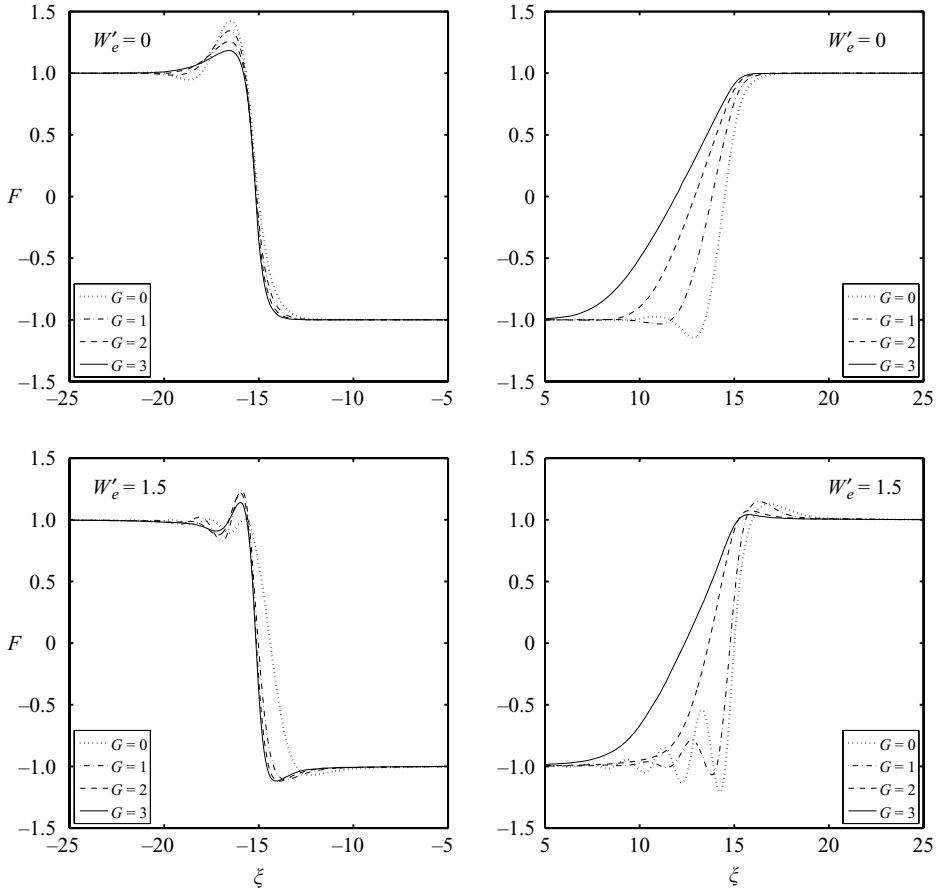 1.5
1.0
0.5
F 0
–0.5
–1.0
–1.5
W′e = 0
G = 0
G = 1
G = 2
G = 3
–25 –20 –15 –10 –5
1.5
1.0
0.5
0
–0.5
–1.0
–1.5
W′e = 0
G = 0
G = 1
G = 2
G = 3
5 10 15 20 25
1.5
1.0
0.5
F 0
–0.5
–1.0
–1.5
W′e = 1.5
G = 0
G = 1
G = 2
G = 3
–25 –20 –15 –10 –5
ξ
1.5
1.0
0.5
0
–0.5
–1.0
–1.5
W′e = 1.5
G = 0
G = 1
G = 2
G = 3
5 10 15 20 25
ξ